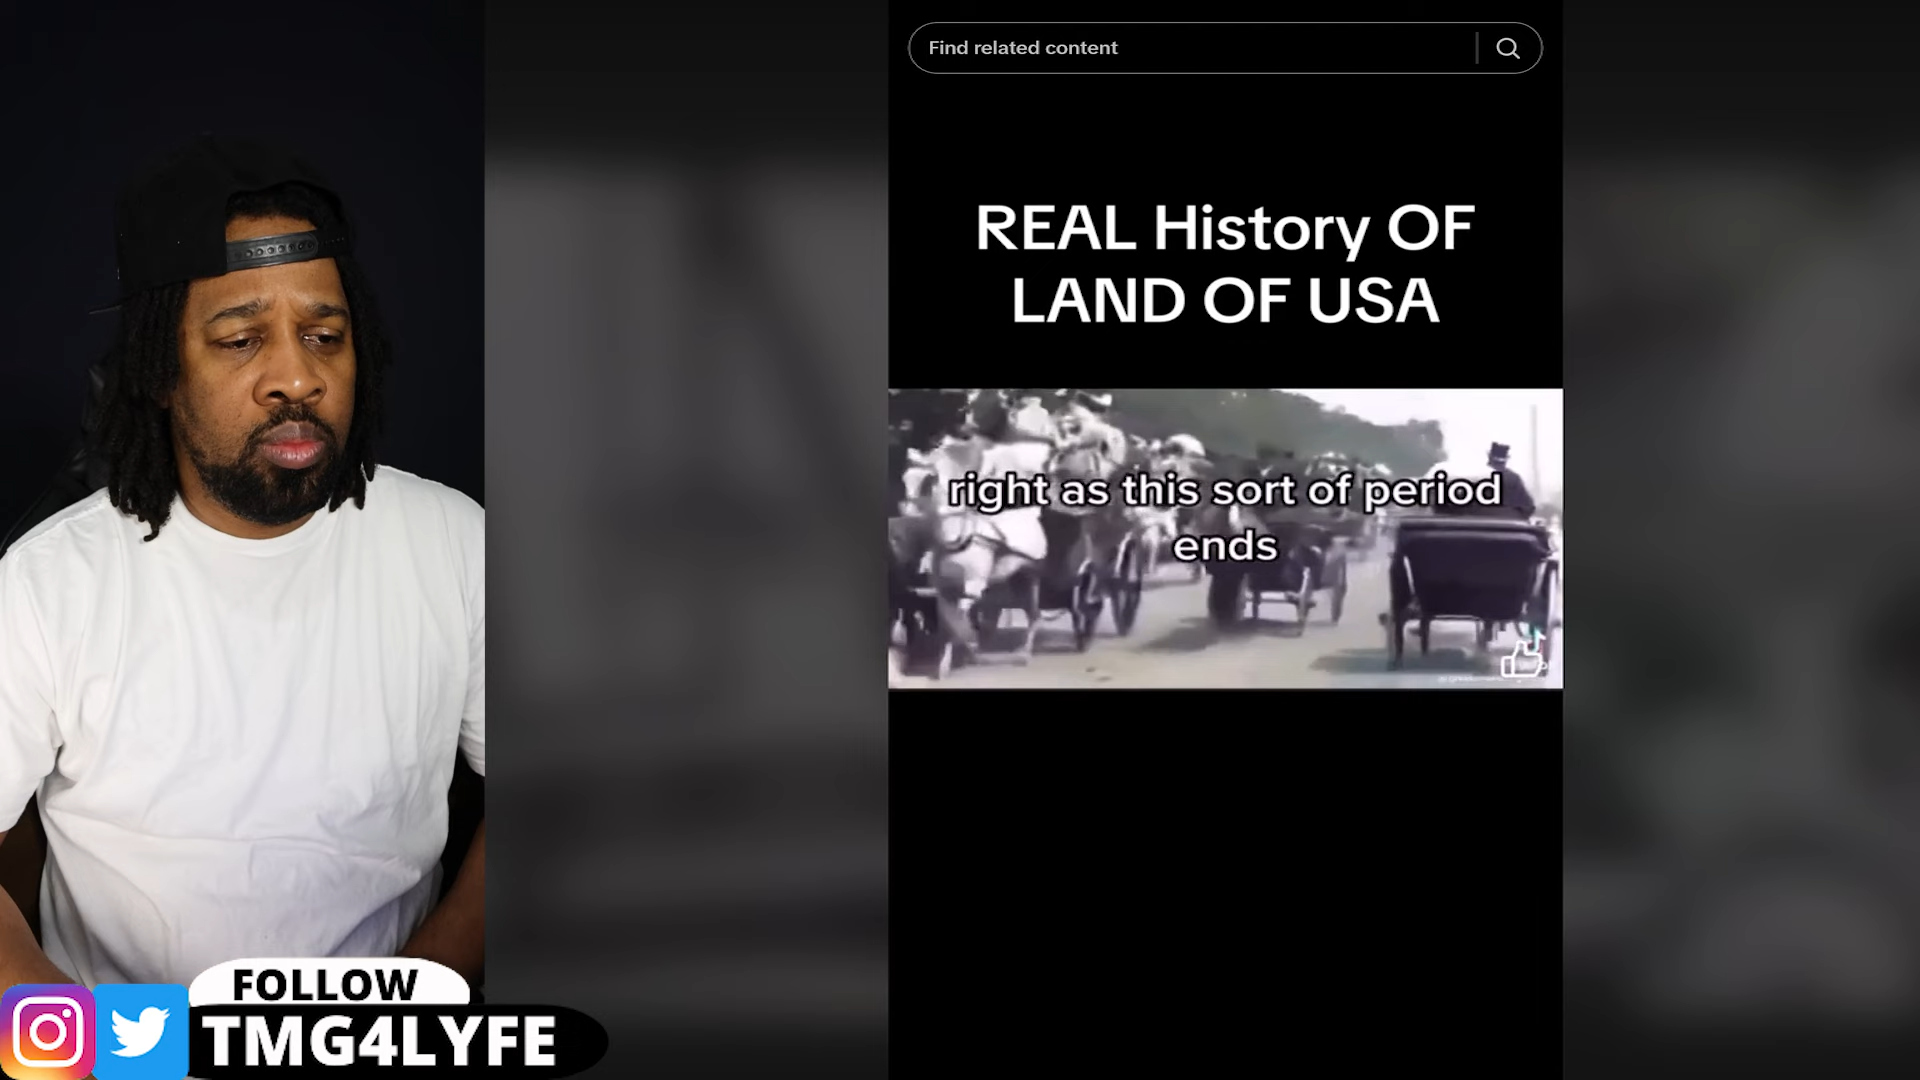 Find related content
REAL History OF
LAND OF USA
right as this sort of period
ends
FOLLOW
TMG4LYFE